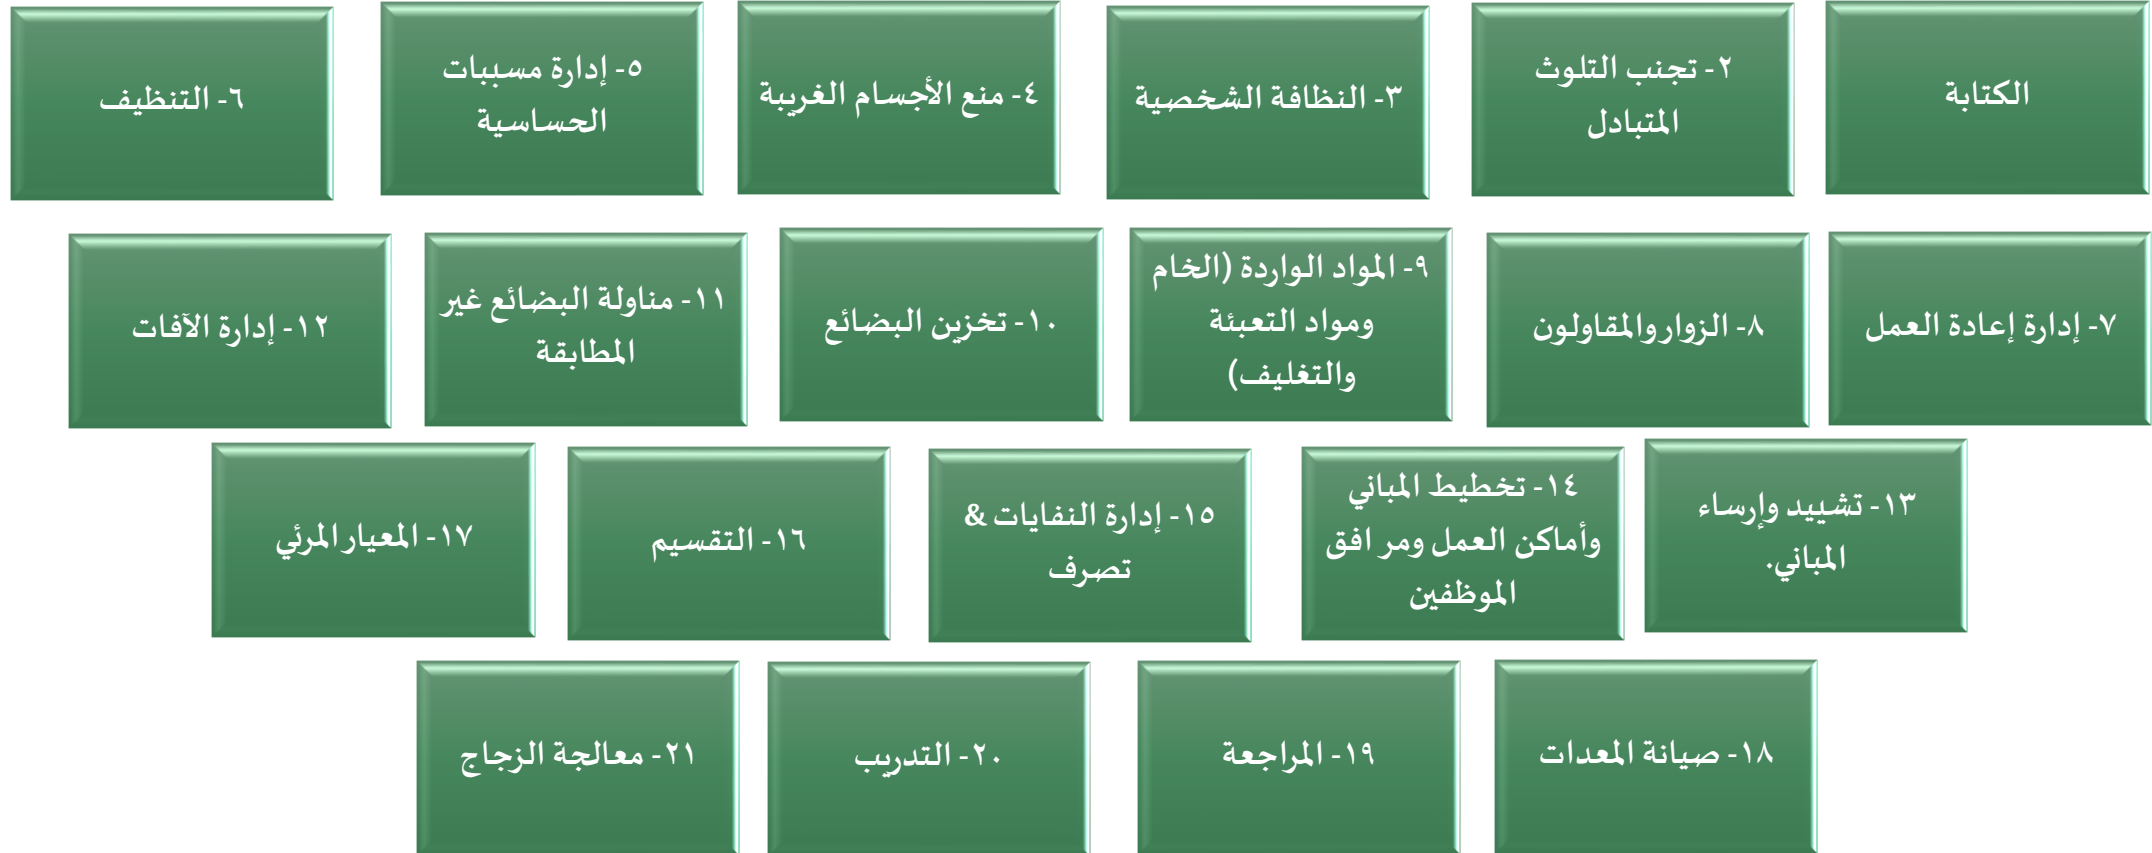 الكتابة
٢- تجنب التلوث
المتبادل
٣- النظافة الشخصية
٤- منع الأجسام الغريبة
٥- إدارة مسببات
الحساسية
٦- التنظيف
٧- إدارة إعادة العمل
٨- الزوار والمقاولون
٩- المواد الواردة (الخام
ومواد التعبئة
والتغليف)
١٠- تخزين البضائع
١١- مناولة البضائع غير
المطابقة
١٢- إدارة الآفات
١٣- تشييد وإرساء
المباني.
١٤- تخطيط المباني
وأماكن العمل ومرافق
الموظفين
١٥- إدارة النفايات &
تصرف
١٦- التقسيم
١٧- المعيار المرئي
١٨- صيانة المعدات
١٩- المراجعة
٢٠- التدريب
٢١- معالجة الزجاج